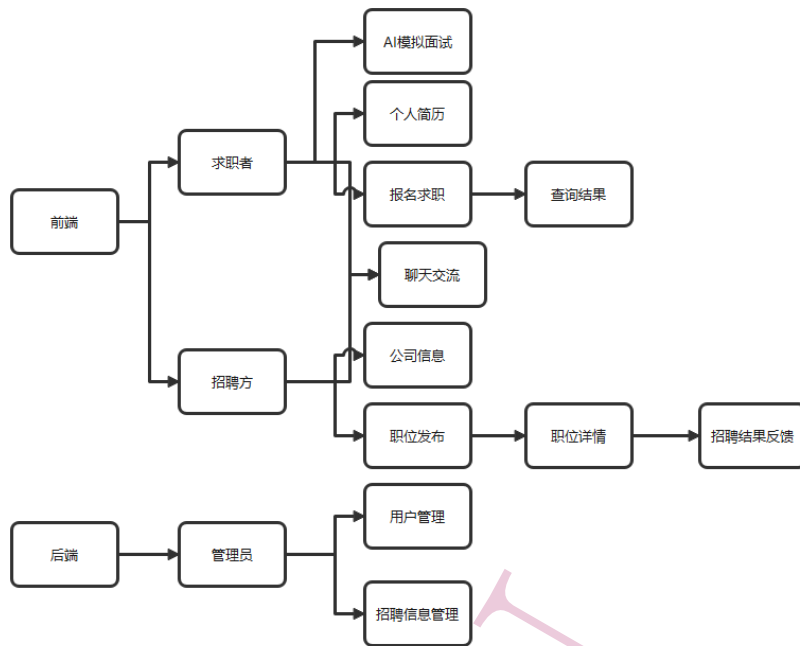 AI模拟面试
个人简历
求职者
报名求职
查询结果
前端
聊天交流
公司信息
招聘方
职位发布
职位详情
招聘结果反馈
用户管理
后端
管理员
招聘信息管理